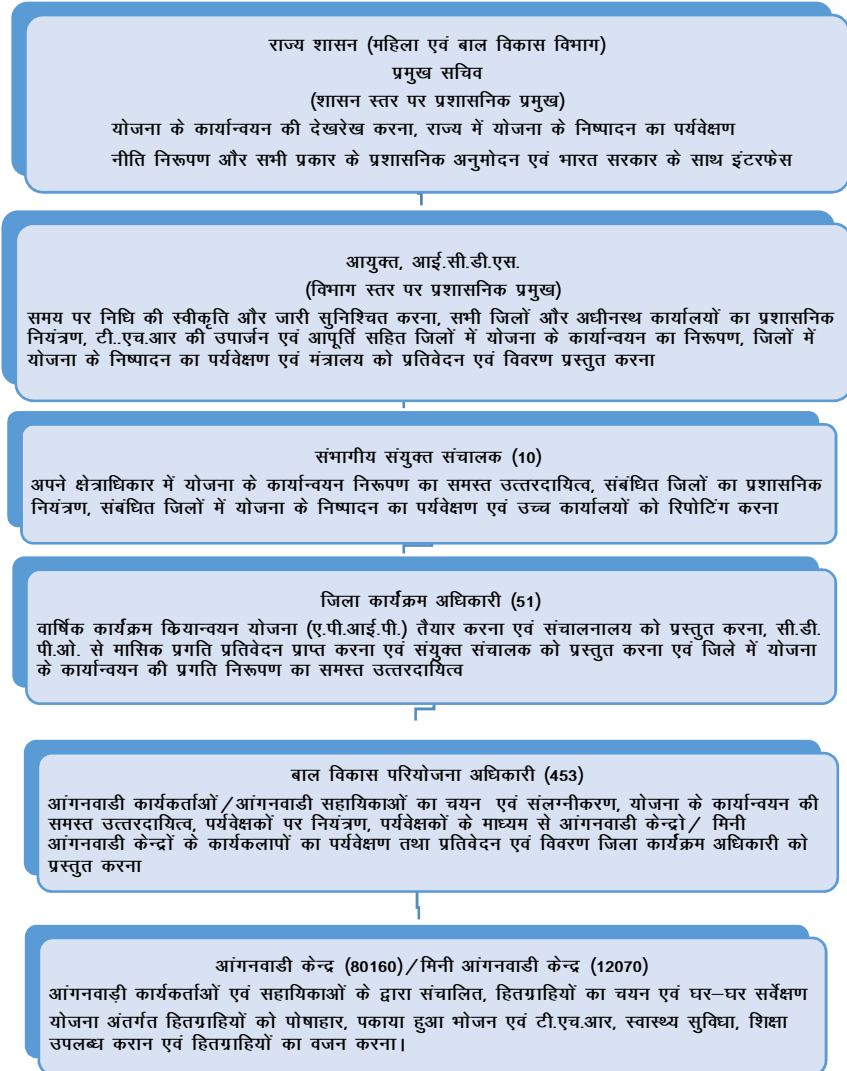 राज्य शासन (महिला एवं बाल विकास विभाग)
प्रमुख सचिव
(शासन स्तर पर प्रशासनिक प्रमुख)
योजना के कार्यान्वयन की देखरेख करना, राज्य में योजना के निष्पादन का पर्यवेक्षण
नीति निरूपण और सभी प्रकार के प्रशासनिक अनुमोदन एवं भारत सरकार के साथ इंटरफेस
आयुक्त, आई.सी.डी.एस.
(विभाग स्तर पर प्रशासनिक प्रमुख)
समय पर निधि की स्वीकृति और जारी सुनिश्चित करना, सभी जिलों और अधीनस्थ कार्यालयों का प्रशासनिक
नियंत्रण, टी..एच.आर की उपार्जन एवं आपूर्ति सहित जिलों में योजना के कार्यान्वयन का निरूपण, जिलों में
योजना के निष्पादन का पर्यवेक्षण एवं मंत्रालय को प्रतिवेदन एवं विवरण प्रस्तुत करना
संभागीय संयुक्त संचालक (10)
अपने क्षेत्राधिकार में योजना के कार्यान्वयन निरूपण का समस्त उत्तरदायित्व, संबंधित जिलों का प्रशासनिक
नियंत्रण, संबंधित जिलों में योजना के निष्पादन का पर्यवेक्षण एवं उच्च कार्यालयों को रिपोटिंग करना
जिला कार्यक्रम अधिकारी (51)
वार्षिक कार्यक्रम कियान्वयन योजना (ए.पी.आई.पी.) तैयार करना एवं संचालनालय को प्रस्तुत करना, सी.डी.
पी.ओ. से मासिक प्रगति प्रतिवेदन प्राप्त करना एवं संयुक्त संचालक को प्रस्तुत करना एवं जिले में योजना
के कार्यान्वयन की प्रगति निरूपण का समस्त उत्तरदायित्व
बाल विकास परियोजना अधिकारी (453)
आंगनवाडी कार्यकर्ताओं/आंगनवाडी सहायिकाओं का चयन एवं संलग्नीकरण, योजना के कार्यान्वयन की
समस्त उत्तरदायित्व, पर्यवेक्षकों पर नियंत्रण, पर्यवेक्षकों के माध्यम से आंगनवाडी केन्द्रो/ मिनी
आंगनवाडी केन्द्रों के कार्यकलापों का पर्यवेक्षण तथा प्रतिवेदन एवं विवरण जिला कार्यक्रम अधिकारी को
प्रस्तुत करना
आंगनवाडी केन्द्र (80160)/मिनी आंगनवाडी केन्द्र (12070)
आंगनवाड़ी कार्यकर्ताओं एवं सहायिकाओं के द्वारा संचालित, हितग्राहियों का चयन एवं घर–घर सर्वेक्षण
योजना अंतर्गत हितग्राहियों को पोषाहार, पकाया हुआ भोजन एवं टी.एच.आर, स्वास्थ्य सुविधा, शिक्षा
उपलब्ध करान एवं हितग्राहियों का वजन करना।